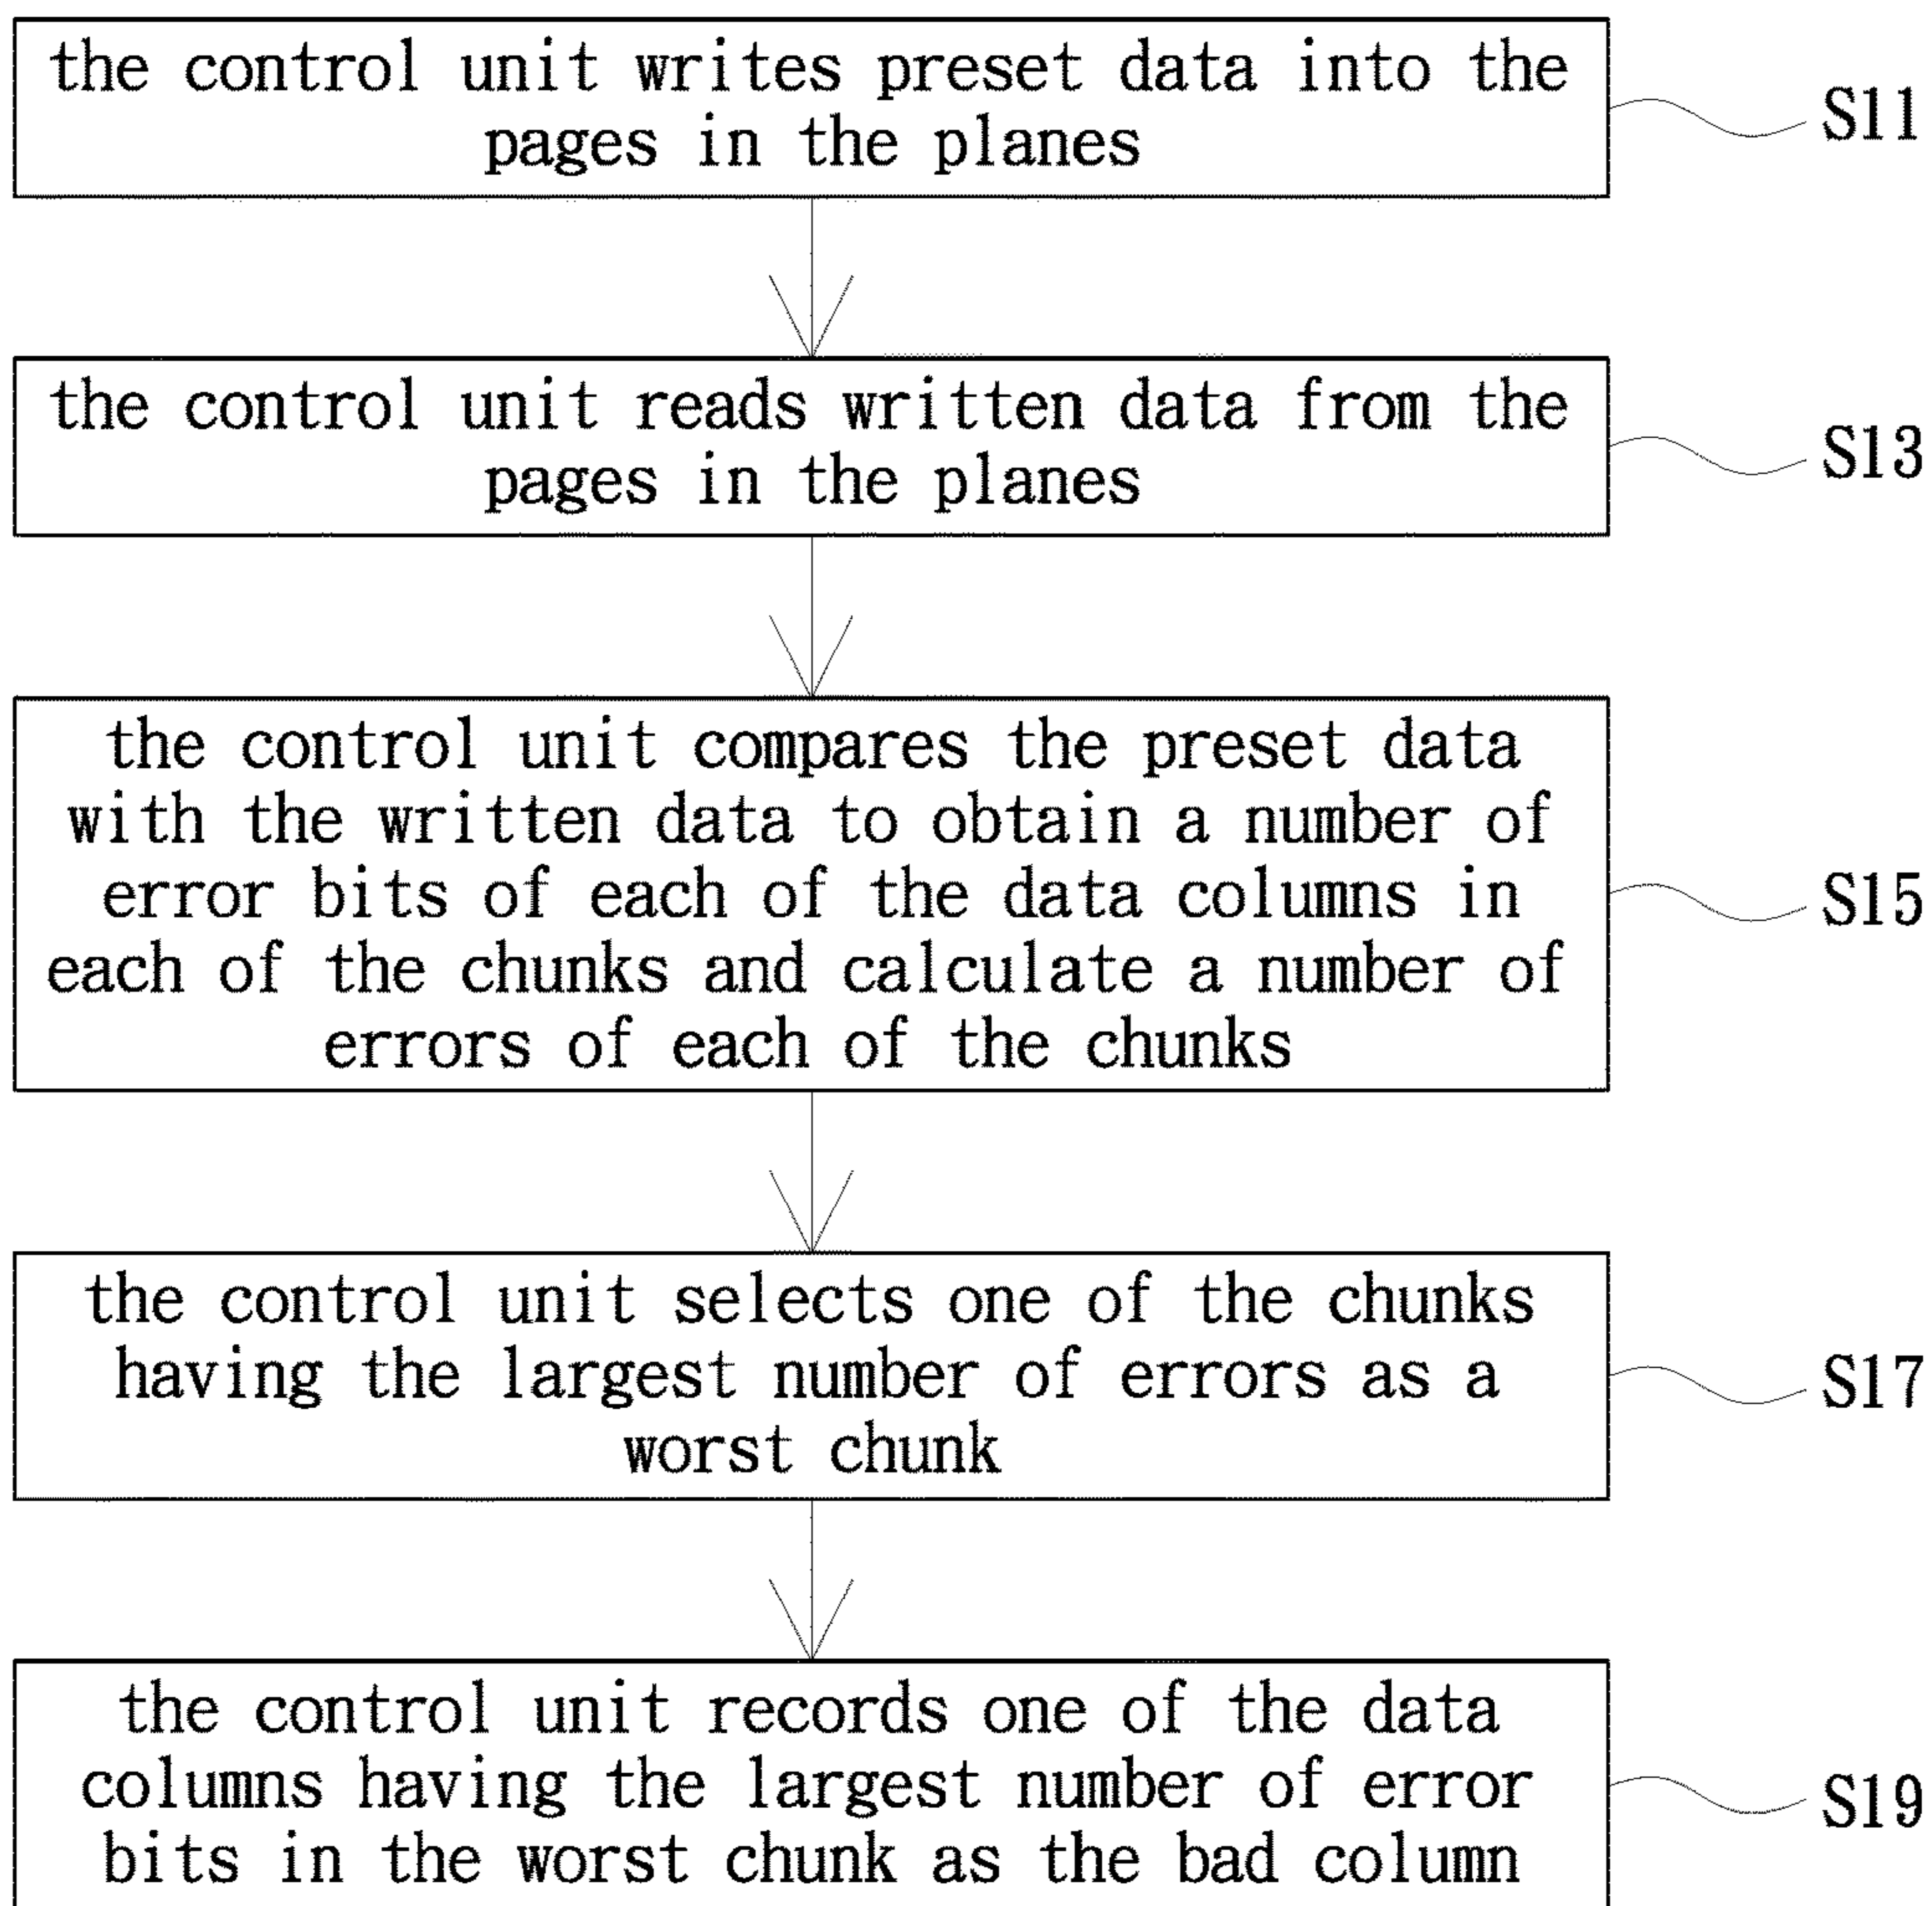 the control unit writes preset data into the
pages in the planes
S11
the control unit reads written data from the
pages in the planes
S13
the control unit compares the preset data
with the written data to obtain a number of
error bits of each of the data columns in
each of the chunks and calculate a number of
errors of each of the chunks
S15
the control unit selects one of the chunks
having the largest number of errors as a
worst chunk
S17
the control unit records one of the data
columns having the largest number of error
bits in the worst chunk as the bad column
S19